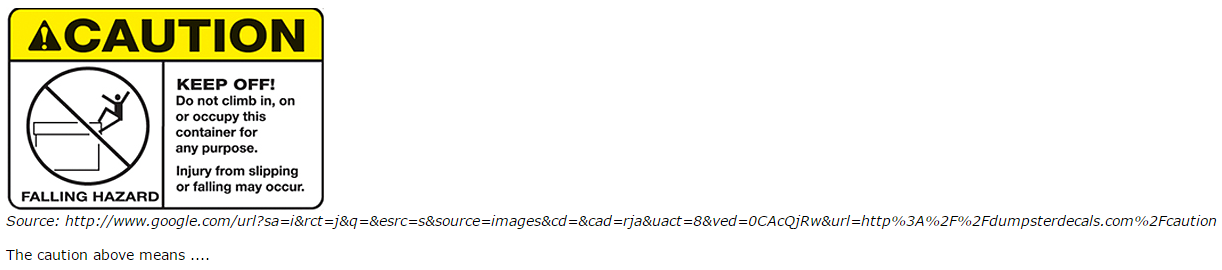 CAUTION
KEEP OFF!
Do not climb in, on
or occupy this
container for
any purpose.
Injury from slipping
or falling may occur.
FALLING HAZARD
Source: http://www.google.com/url?sa=i&rct=j&q=&esrc=s&source=images&cd=&cad=rja&uact=8&ved=0CAcQjRw&url=http%3A%2F%2Fdumpsterdecals.com%2Fcaution
The caution above means ....